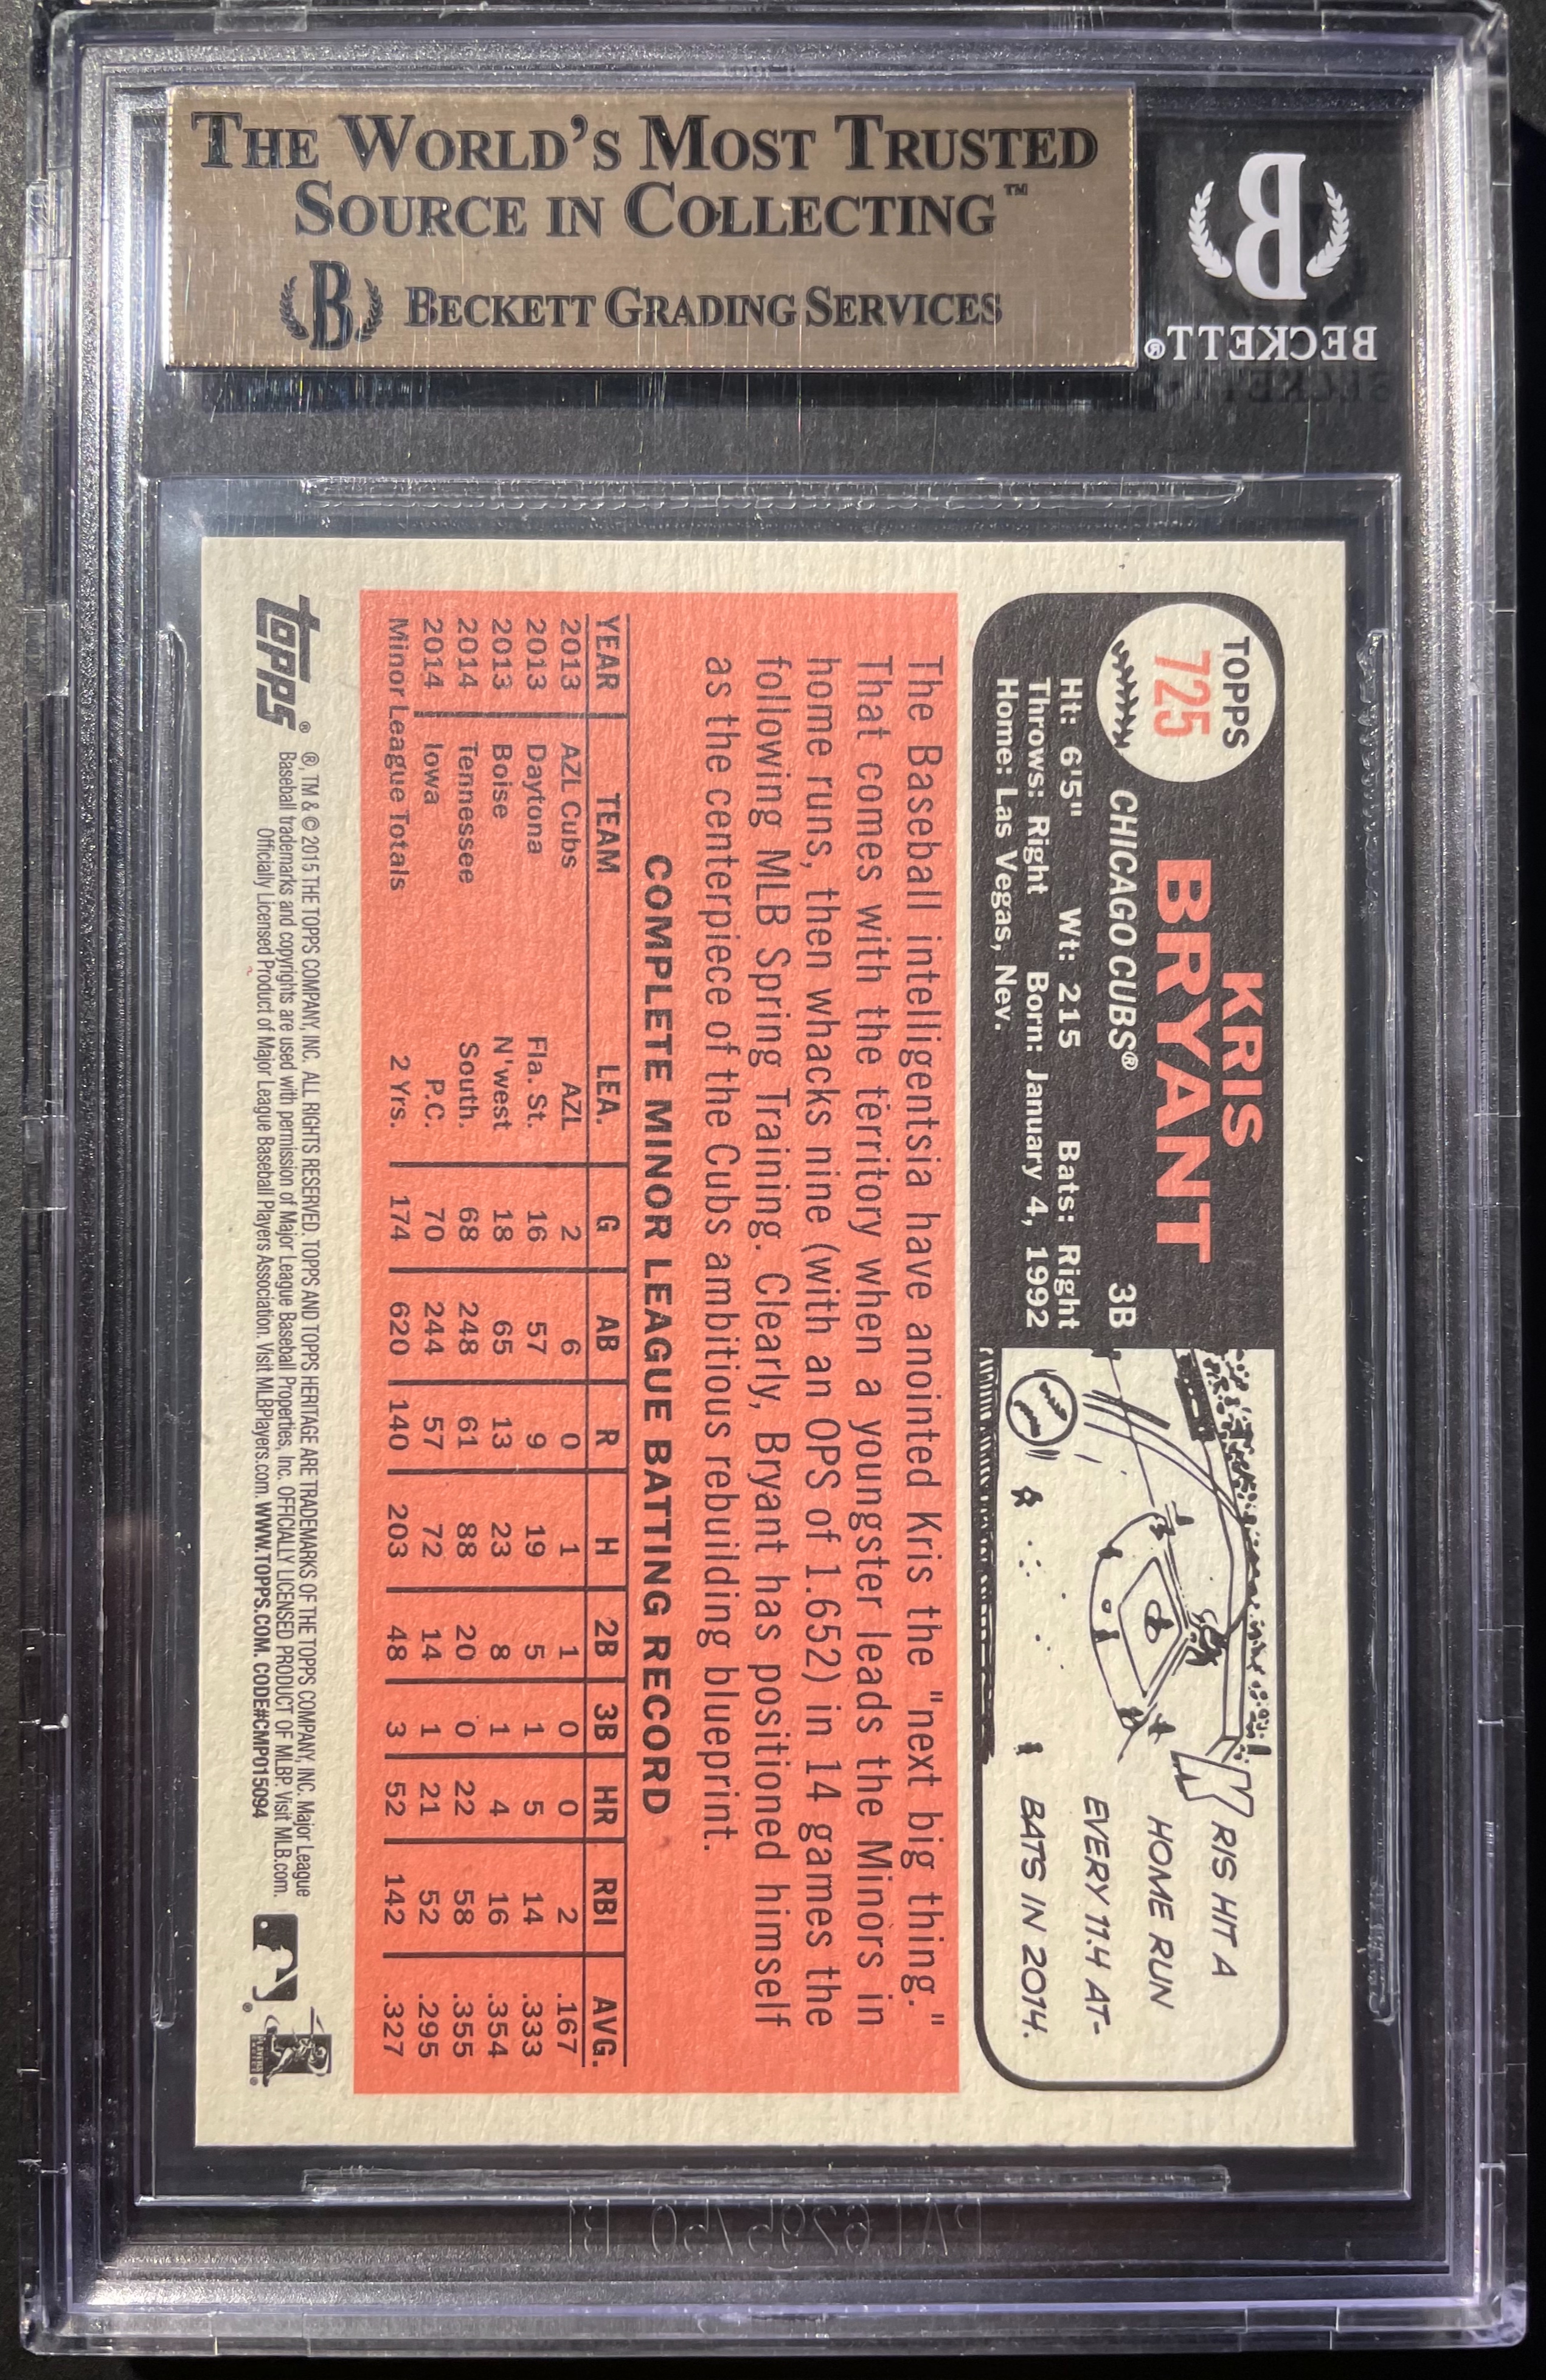 THE WORLD'S MOST TRUSTED
SOURCE IN COLLECTING™
B BECKETT GRADING SERVICES
B
BECKETT®
TOPPS
725
KRIS
BRYANT
CHICAGO CUBS® 3B
Ht: 6'5" Wt: 215 Bats: Right
Throws: Right Born: January 4, 1992
Home: Las Vegas, Nev.
KRIS HIT A
HOME RUN
EVERY 11.4 AT-
BATS IN 2014.
The Baseball intelligentsia have anointed Kris the "next big thing."
That comes with the territory when a youngster leads the Minors in
home runs, then whacks nine (with an OPS of 1.652) in 14 games the
following MLB Spring Training. Clearly, Bryant has positioned himself
as the centerpiece of the Cubs ambitious rebuilding blueprint.
COMPLETE MINOR LEAGUE BATTING RECORD
YEAR TEAM LEA. G AB R H 2B 3B HR RBI AVG.
2013 AZL Cubs AZL 2 6 0 1 1 0 0 2 .167
2013 Daytona Fla. St. 16 57 9 19 5 1 5 14 .333
2013 Boise N'west 18 65 13 23 8 1 4 16 .354
2014 Tennessee South. 68 248 61 88 20 0 22 58 .355
2014 Iowa P.C. 70 244 57 72 14 1 21 52 .295
Minor League Totals 2 Yrs. 174 620 140 203 48 3 52 142 .327
topps®
®, TM & © 2015 THE TOPPS COMPANY, INC. ALL RIGHTS RESERVED. TOPPS AND TOPPS HERITAGE ARE TRADEMARKS OF THE TOPPS COMPANY, INC. Major League
Baseball trademarks and copyrights are used with permission of Major League Baseball Properties, Inc. OFFICIALLY LICENSED PRODUCT OF MLBP. Visit MLB.com.
Officially Licensed Product of Major League Baseball Players Association. Visit MLBPlayers.com. WWW.TOPPS.COM. CODE#CMP015094